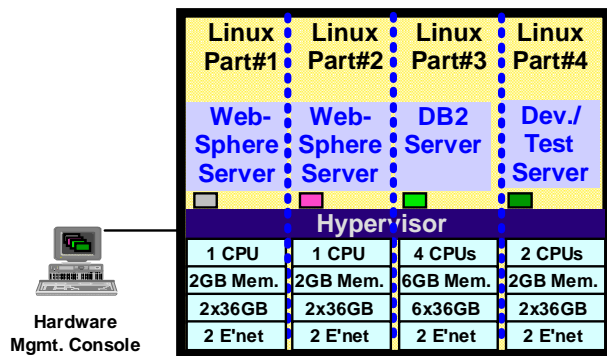 Linux Linux Linux Linux
Part#1 Part#2 Part#3 Part#4
Web- Web- DB2 Dev./
Sphere Sphere Server Test
Server Server Server
Hypervisor
1 CPU 1 CPU 4 CPUs 2 CPUs
2GB Mem. 2GB Mem. 6GB Mem. 2GB Mem.
2x36GB 2x36GB 6x36GB 2x36GB
2 E'net 2 E'net 2 E'net 2 E'net
Hardware
Mgmt. Console